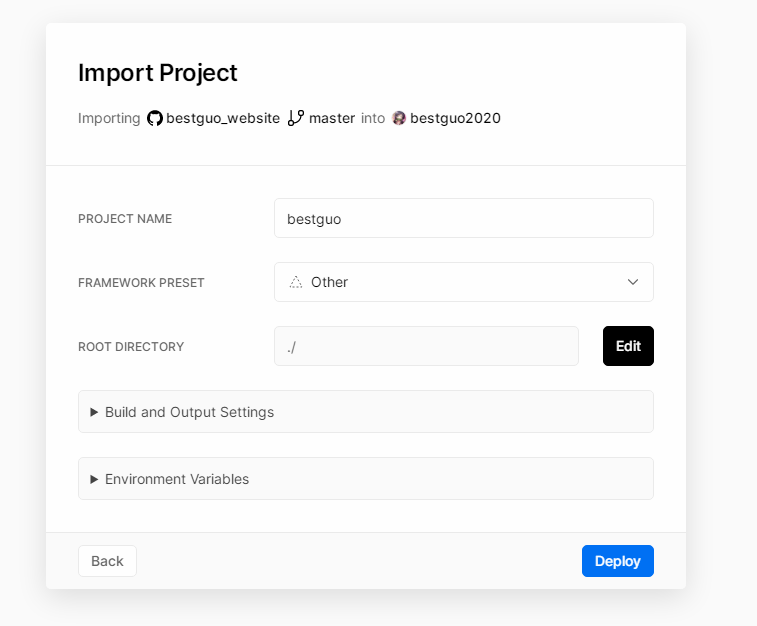 Import Project
Importing bestguo_website master into bestguo2020
PROJECT NAME bestguo
FRAMEWORK PRESET Other
ROOT DIRECTORY ./ Edit
Build and Output Settings
Environment Variables
Back Deploy